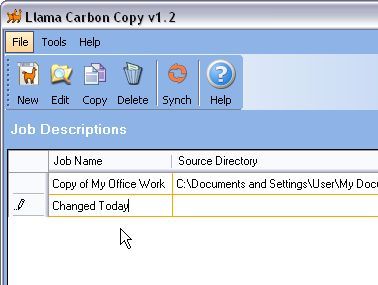 Llama Carbon Copy v1.2
File Tools Help
New Edit Copy Delete Synch Help
Job Descriptions
Job Name Source Directory
Copy of My Office Work C:\Documents and Settings\User\My Docu
Changed Today